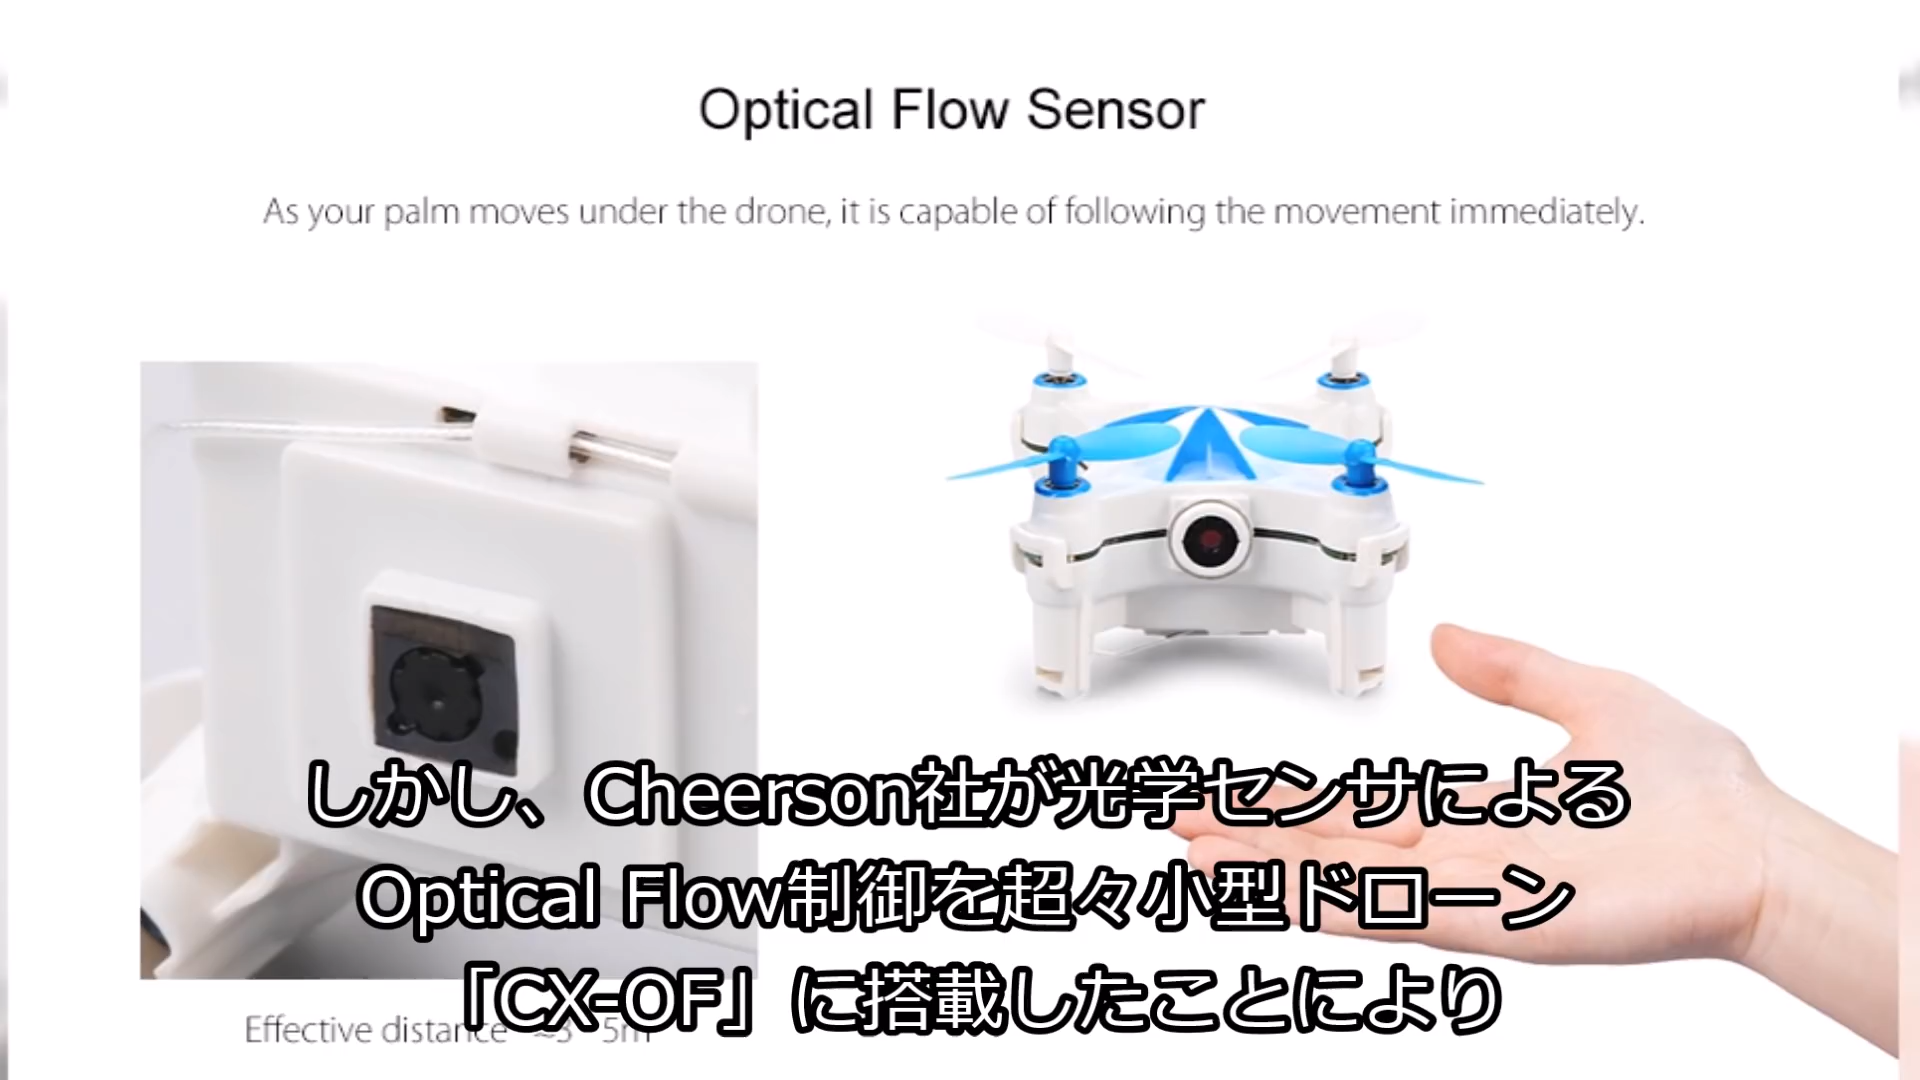 Optical Flow Sensor
As your palm moves under the drone, it is capable of following the movement immediately.
しかし、Cheerson社が光学センサによる
Optical Flow制御を超々小型ドローン
「CX-OF」に搭載したことにより
Effective distance